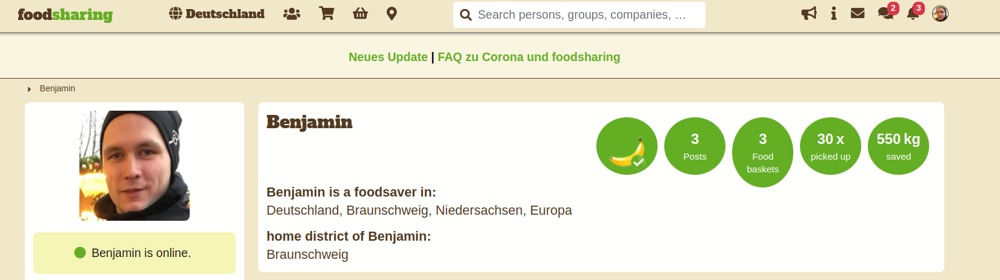 foodsharing Deutschland Search persons, groups, companies, … 2 3
Neues Update | FAQ zu Corona und foodsharing
Benjamin
Benjamin
3
Posts
3
Food
baskets
30 x
picked up
550 kg
saved
Benjamin is a foodsaver in:
Deutschland, Braunschweig, Niedersachsen, Europa
home district of Benjamin:
Braunschweig
Benjamin is online.